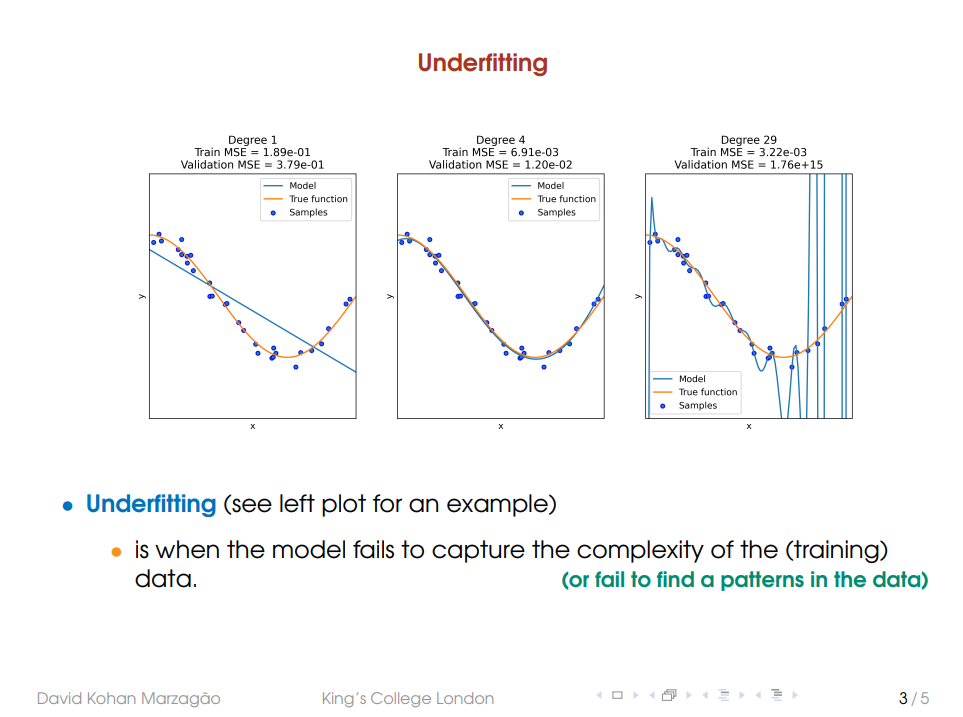 Underfitting
Degree 1
Train MSE = 1.89e-01
Validation MSE = 3.79e-01
Model
True function
Samples
y
x
Degree 4
Train MSE = 6.91e-03
Validation MSE = 1.20e-02
Model
True function
Samples
y
x
Degree 29
Train MSE = 3.22e-03
Validation MSE = 1.76e+15
Model
True function
Samples
y
x
• Underfitting (see left plot for an example)
• is when the model fails to capture the complexity of the (training)
data. (or fail to find a patterns in the data)
David Kohan Marzagão King's College London 3 / 5